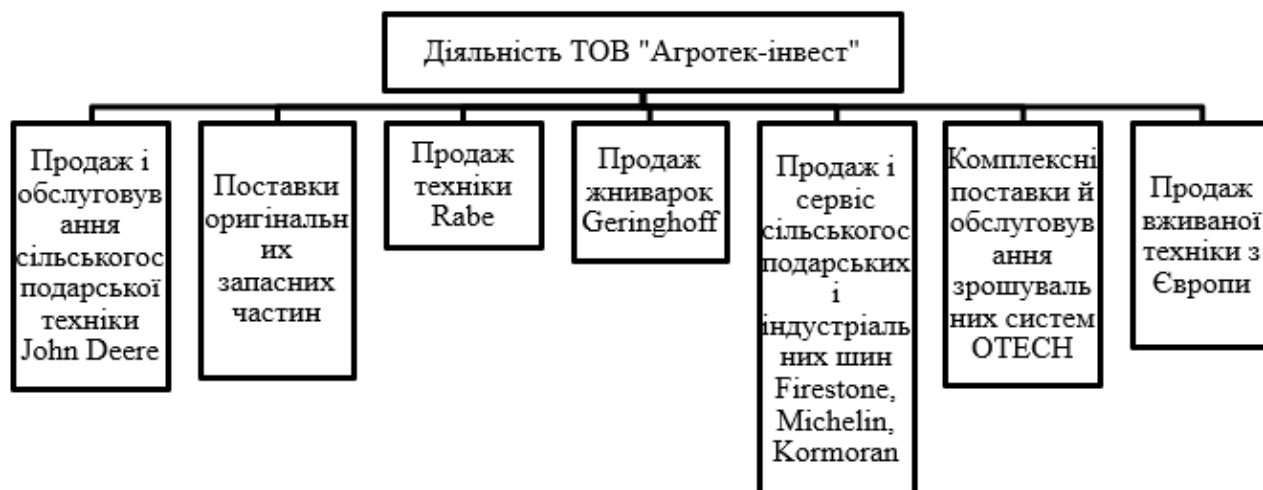 Діяльність ТОВ "Агротек-інвест"
Продаж і
обслуговув
ання
сільськогос
подарської
техніки
John Deere
Поставки
оригінальн
их
запасних
частин
Продаж
техніки
Rabe
Продаж
жниварок
Geringhoff
Продаж і
сервіс
сільськогос
подарських
і
індустріаль
них шин
Firestone,
Michelin,
Kormoran
Комплексні
поставки й
обслуговув
ання
зрошуваль
них систем
OTECH
Продаж
вживаної
техніки з
Європи